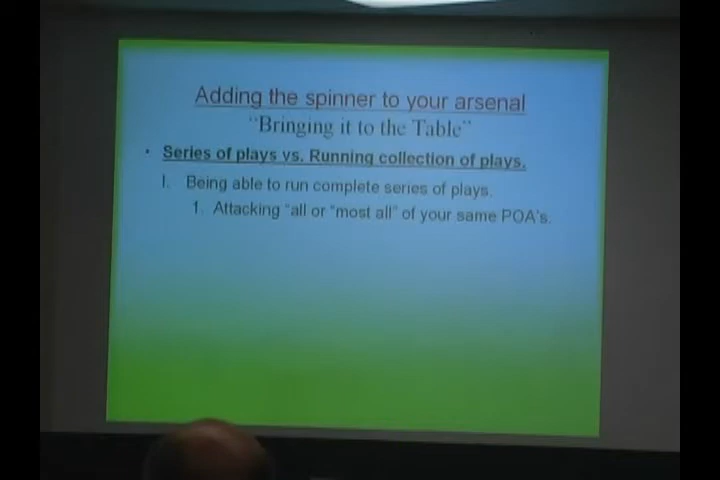 Adding the spinner to your arsenal
"Bringing it to the Table"
• Series of plays vs. Running collection of plays.
I. Being able to run complete series of plays.
1. Attacking "all or "most all" of your same POA's.